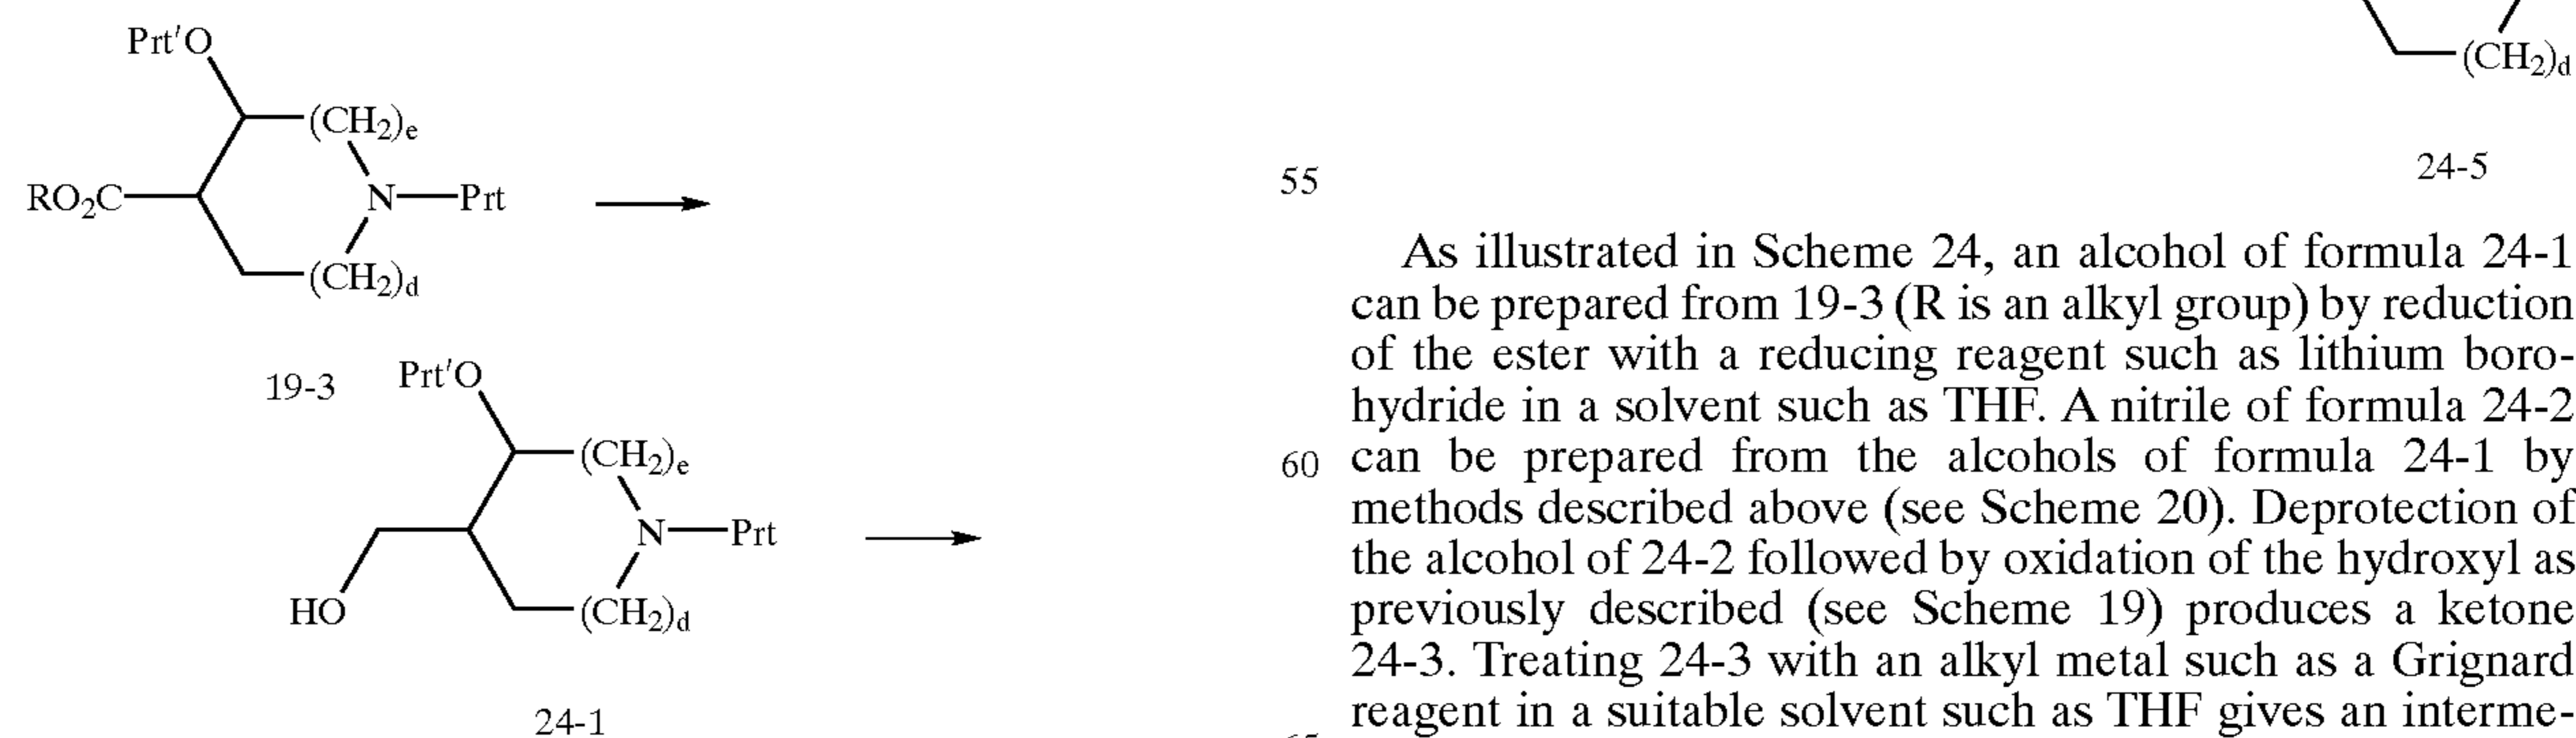 Prt'O
(CH2)e
RO2C
N
Prt
(CH2)d
19-3
Prt'O
(CH2)e
N
Prt
HO
(CH2)d
24-1
(CH2)d
24-5
55
As illustrated in Scheme 24, an alcohol of formula 24-1
can be prepared from 19-3 (R is an alkyl group) by reduction
of the ester with a reducing reagent such as lithium boro-
hydride in a solvent such as THF. A nitrile of formula 24-2
60 can be prepared from the alcohols of formula 24-1 by
methods described above (see Scheme 20). Deprotection of
the alcohol of 24-2 followed by oxidation of the hydroxyl as
previously described (see Scheme 19) produces a ketone
24-3. Treating 24-3 with an alkyl metal such as a Grignard
reagent in a suitable solvent such as THF gives an interme-